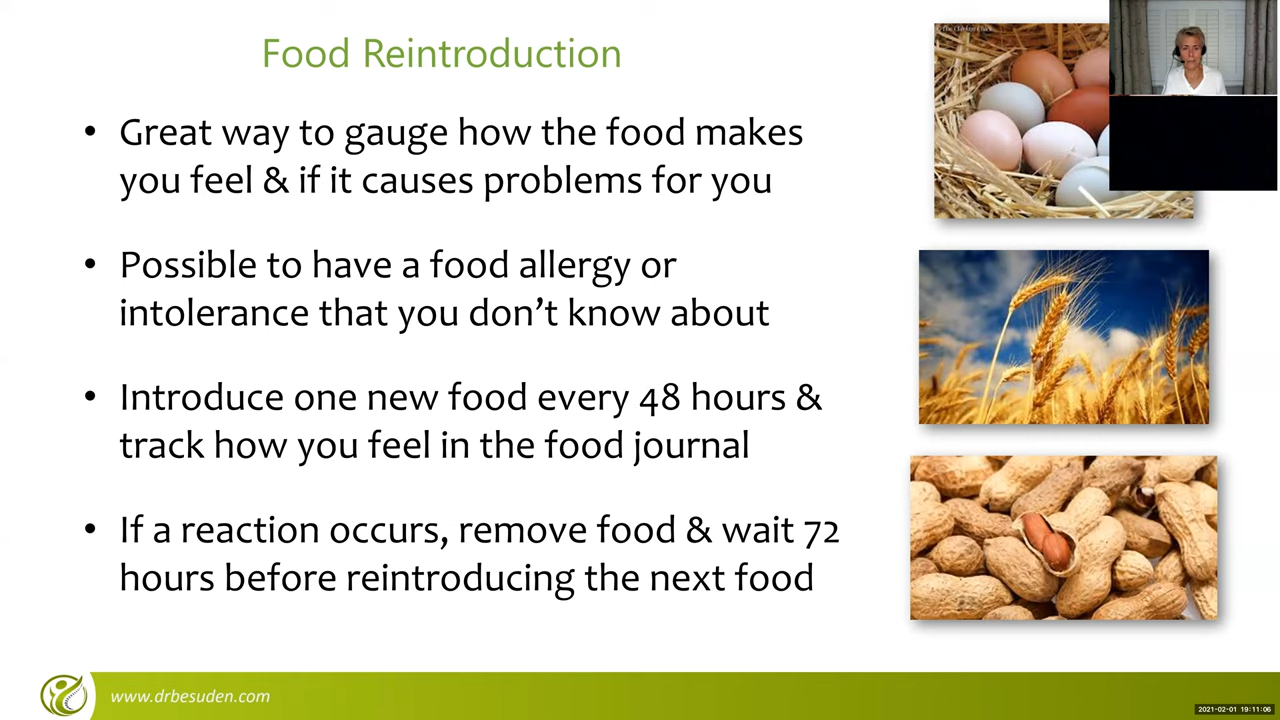 Food Reintroduction
• Great way to gauge how the food makes
you feel & if it causes problems for you
• Possible to have a food allergy or
intolerance that you don’t know about
• Introduce one new food every 48 hours &
track how you feel in the food journal
• If a reaction occurs, remove food & wait 72
hours before reintroducing the next food
www.drbesuden.com
2021-02-01 19:11:06